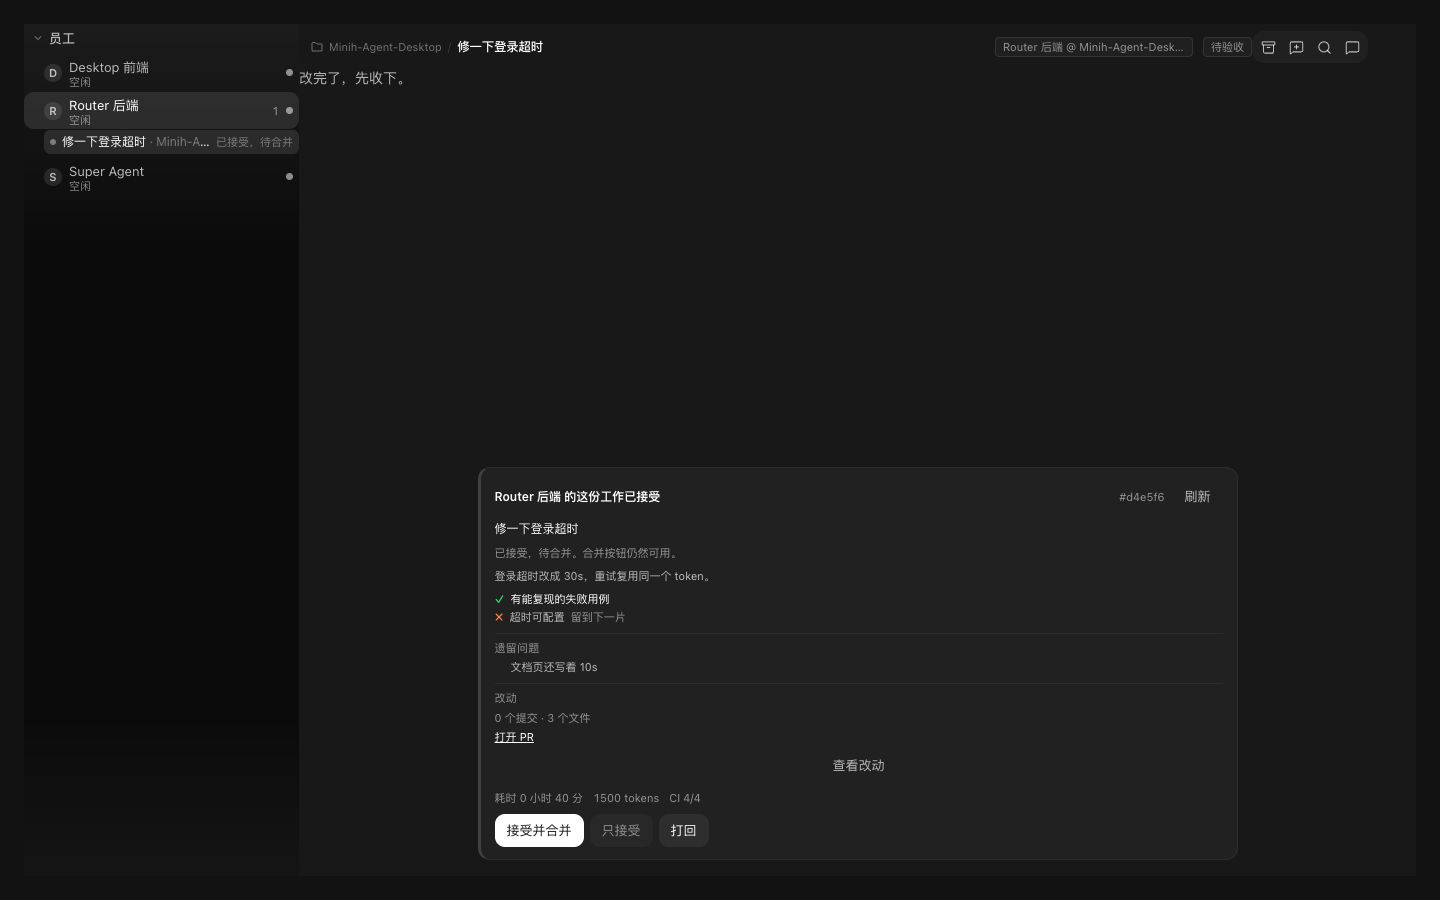 员工
D Desktop 前端
空闲
R Router 后端 1
空闲
修一下登录超时 · Minih-A... 已接受，待合并
S Super Agent
空闲
Minih-Agent-Desktop / 修一下登录超时
Router 后端 @ Minih-Agent-Desk...
待验收
改完了，先收下。
Router 后端 的这份工作已接受
#d4e5f6
刷新
修一下登录超时
已接受，待合并。合并按钮仍然可用。
登录超时改成 30s，重试复用同一个 token。
有能复现的失败用例
超时可配置 留到下一片
遗留问题
文档页还写着 10s
改动
0 个提交 · 3 个文件
打开 PR
查看改动
耗时 0 小时 40 分 1500 tokens CI 4/4
接受并合并 只接受 打回